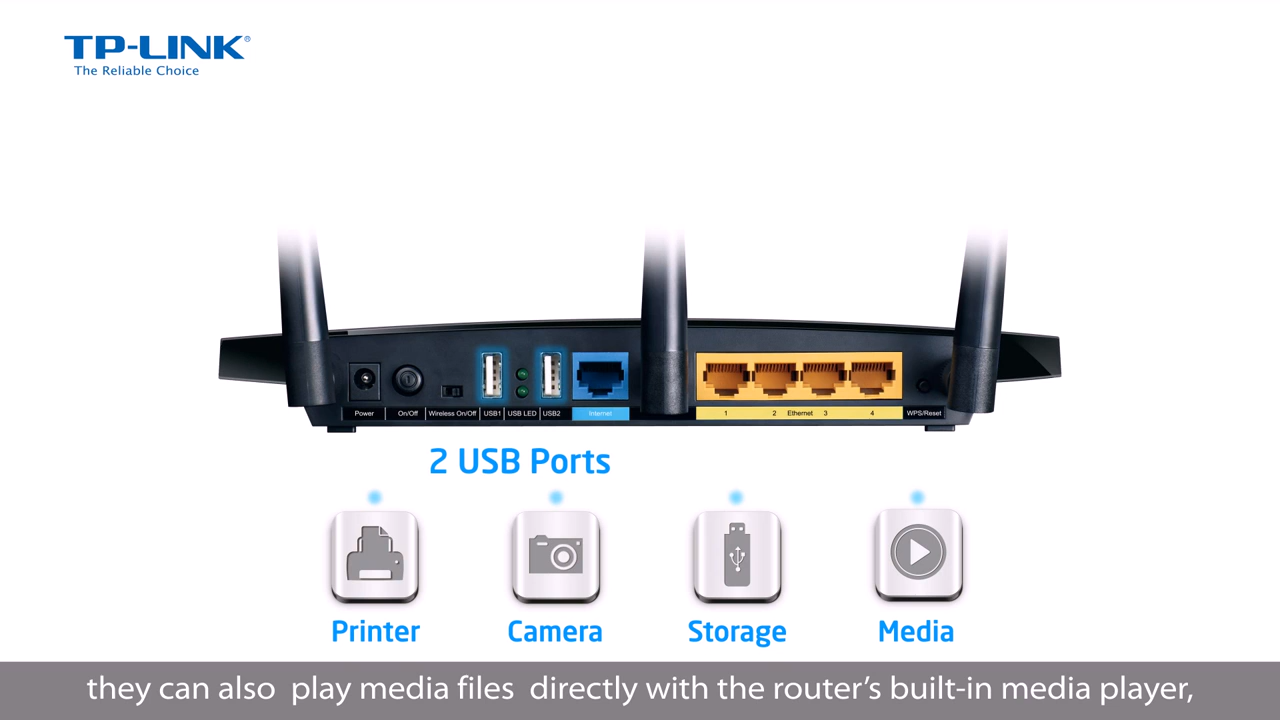 TP-LINK®
The Reliable Choice
Power On/Off Wireless On/Off USB1 USB LED USB2 Internet 1 2 Ethernet 3 4 WPS/Reset
2 USB Ports
Printer Camera Storage Media
they can also play media files directly with the router’s built-in media player,